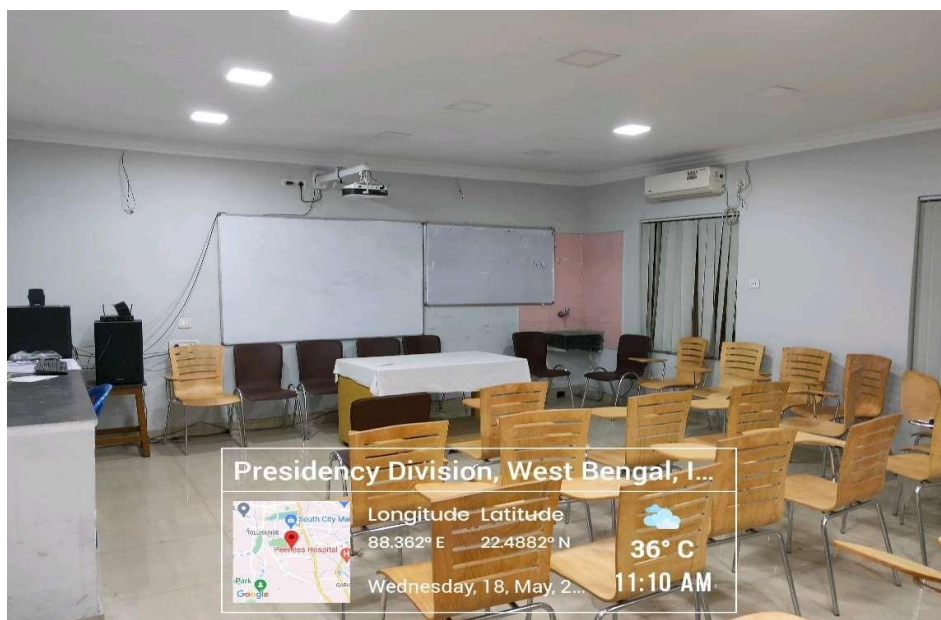 Presidency Division, West Bengal, I...
Longitude Latitude
88.362° E 22.4882° N
Wednesday, 18, May, 2...
36° C
11:10 AM
South City Ma
Peerless Hospital
Park
Google